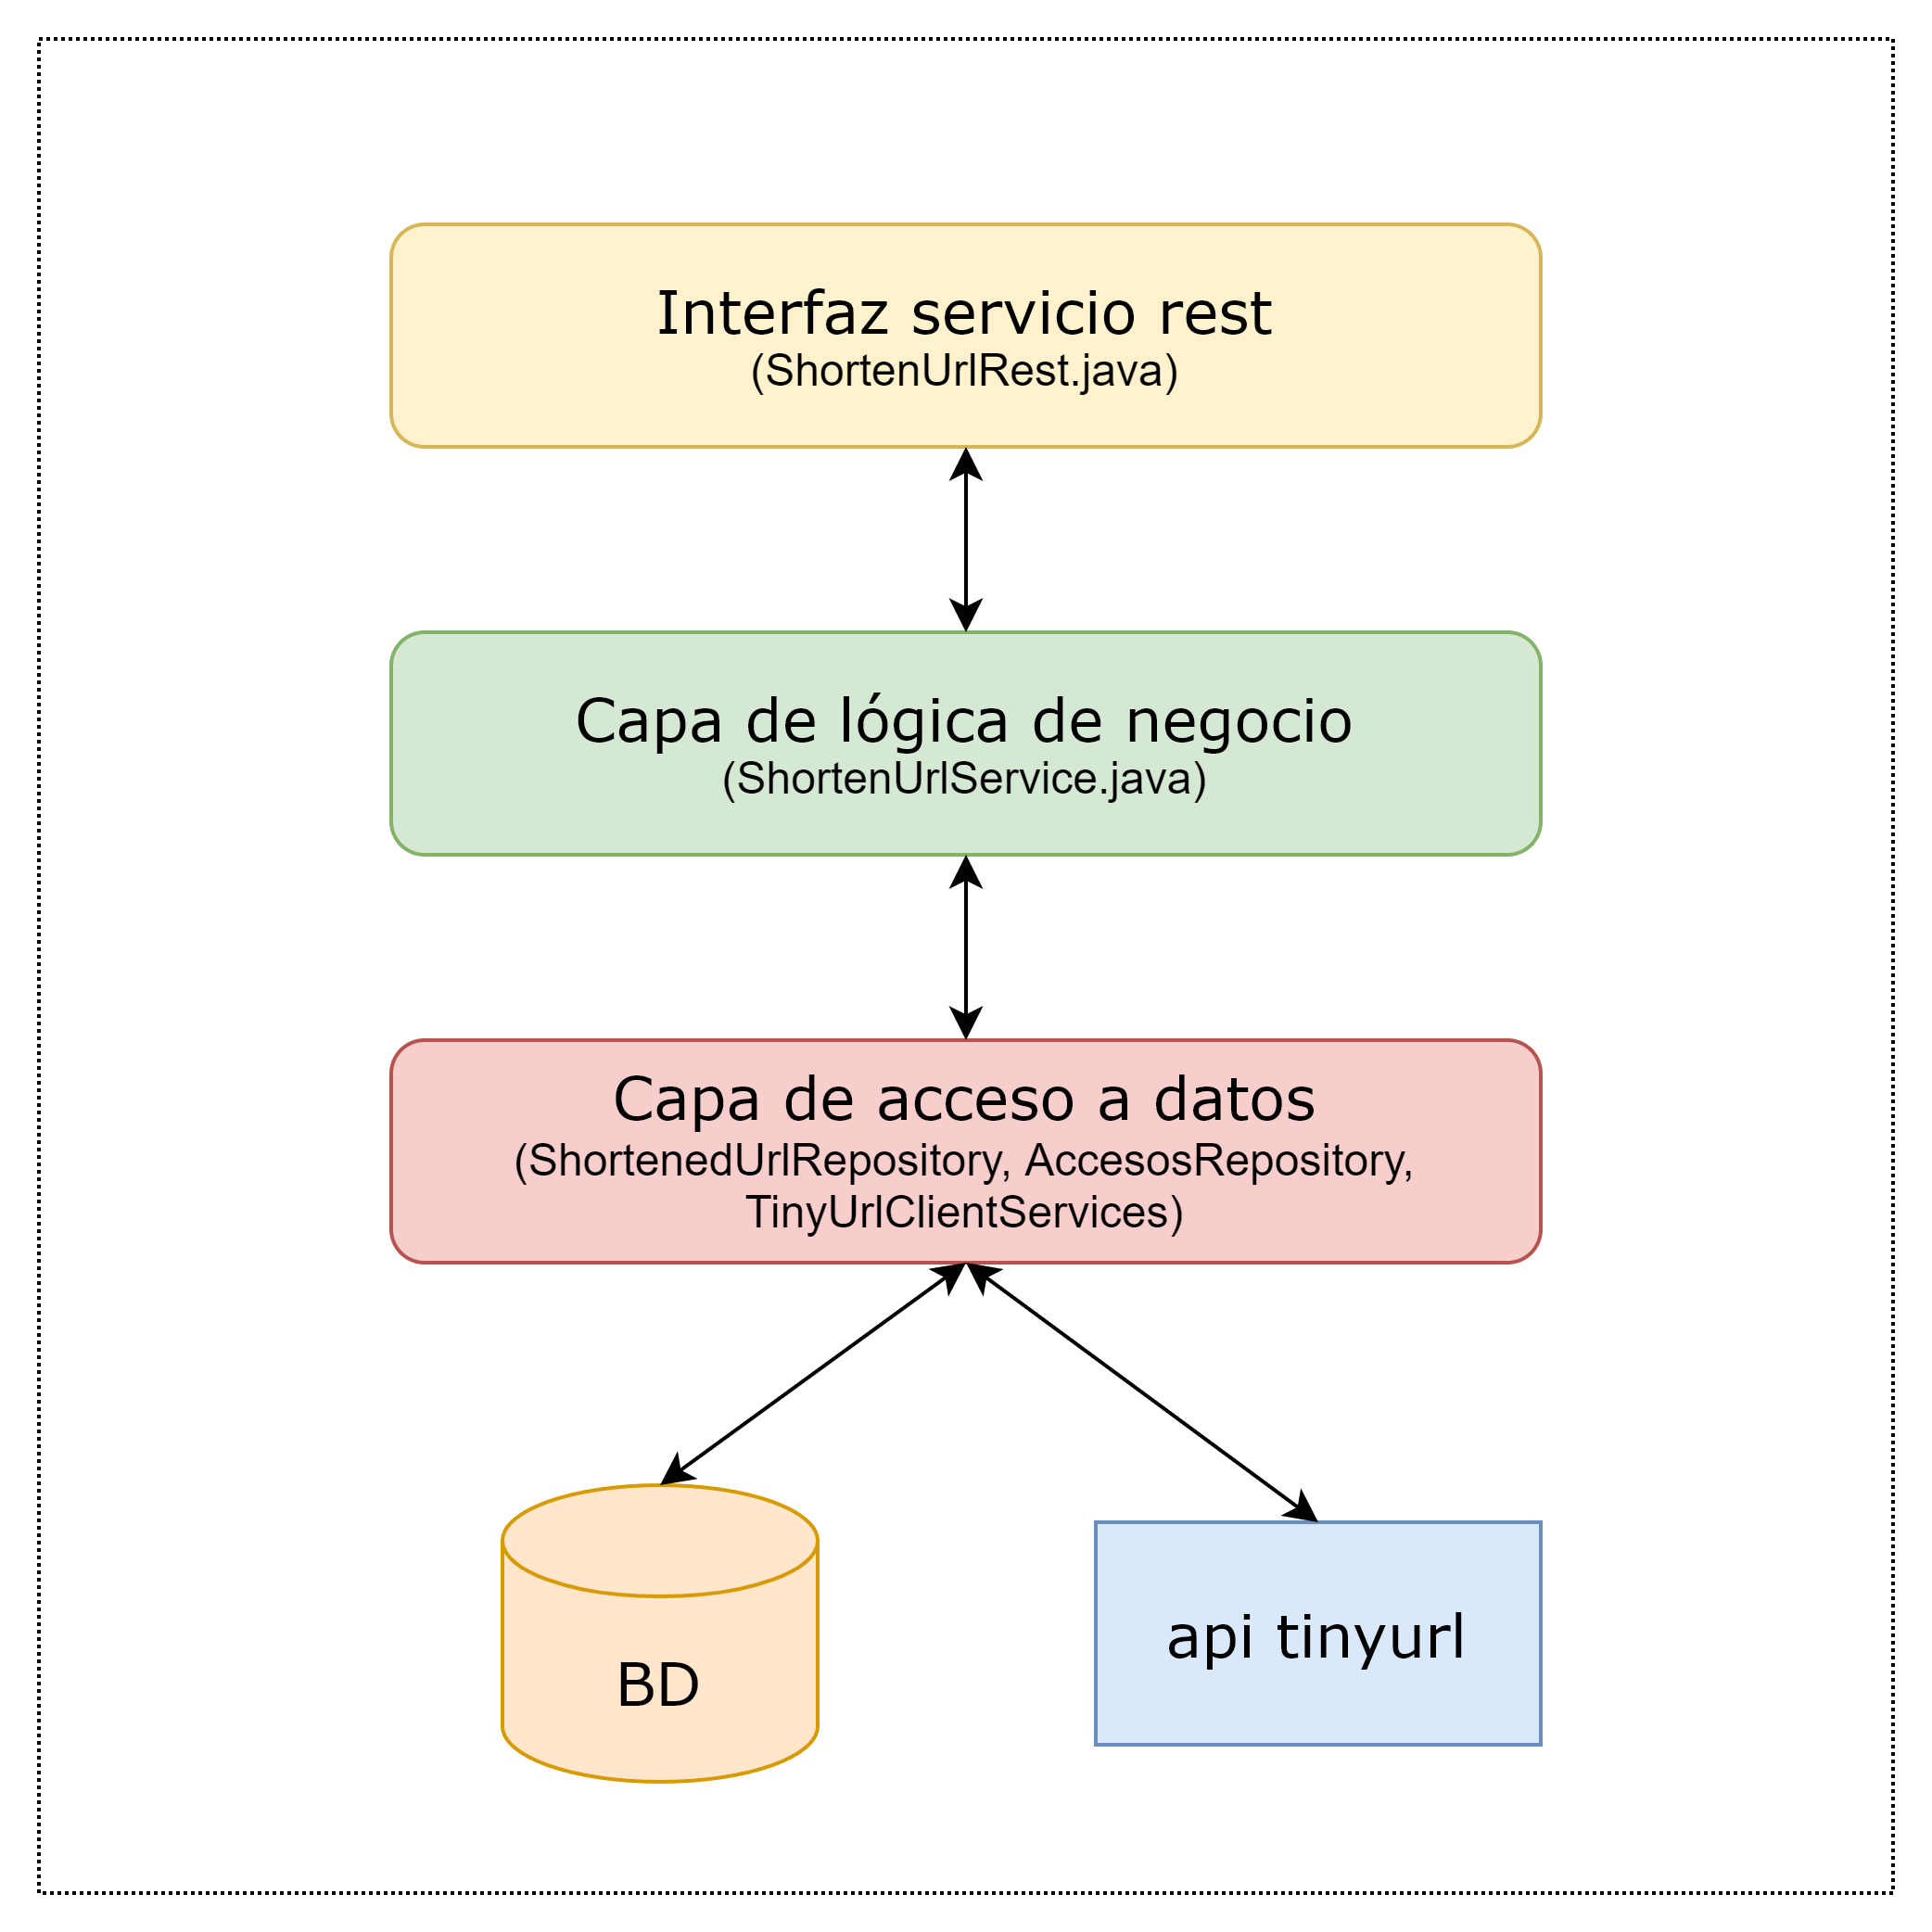 Interfaz servicio rest
(ShortenUrlRest.java)
Capa de lógica de negocio
(ShortenUrlService.java)
Capa de acceso a datos
(ShortenedUrlRepository, AccesosRepository,
TinyUrlClientServices)
BD
api tinyurl